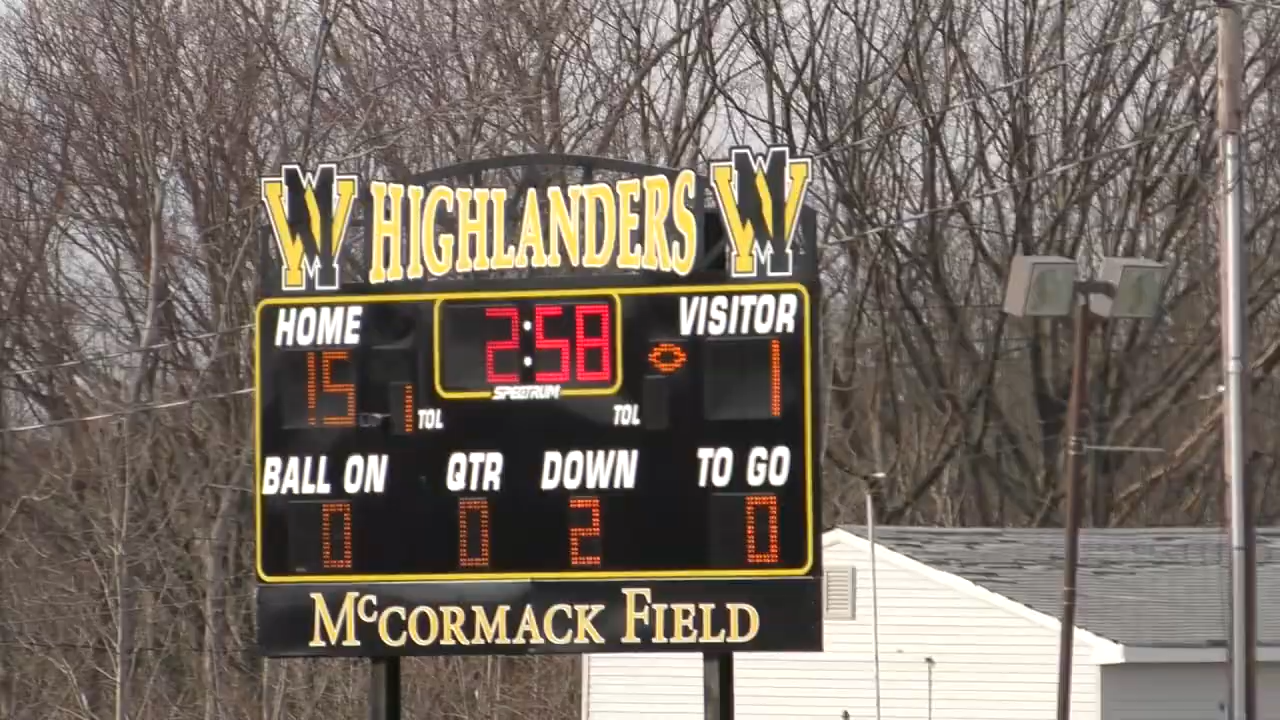 W HIGHLANDERS W
HOME 2:58 VISITOR
15 1
SPECTRUM
1 TOL TOL
BALL ON QTR DOWN TO GO
0 0 2 0
McCORMACK FIELD